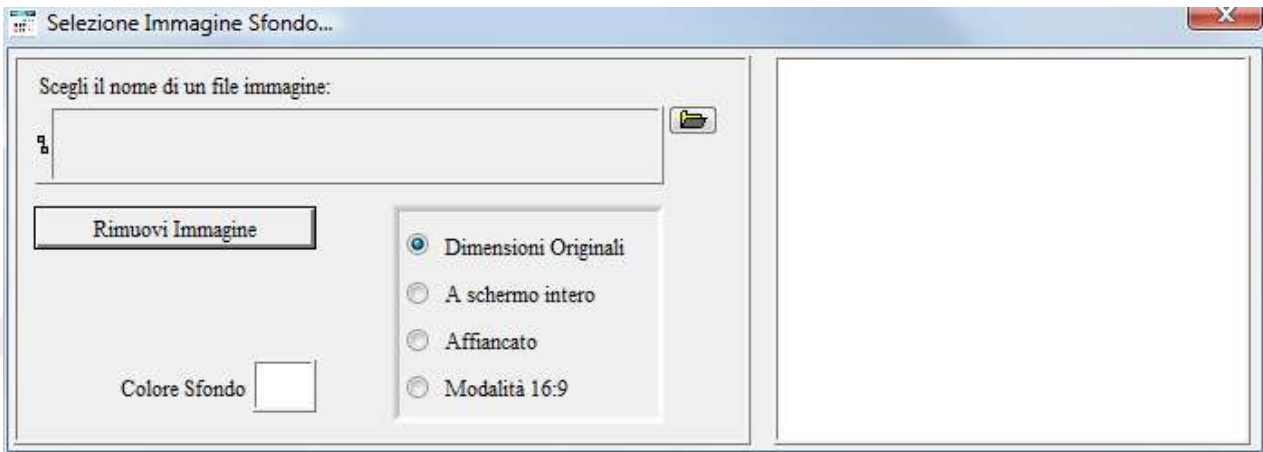 Selezione Immagine Sfondo...
Scegli il nome di un file immagine:
Rimuovi Immagine
Dimensioni Originali
A schermo intero
Affiancato
Modalità 16:9
Colore Sfondo